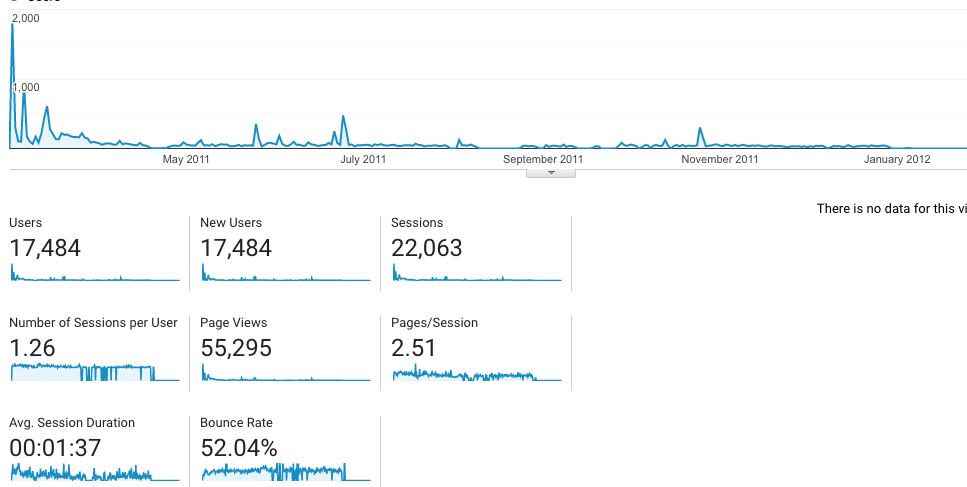 2,000
1,000
May 2011 July 2011 September 2011 November 2011 January 2012
There is no data for this vi
Users New Users Sessions
17,484 17,484 22,063
Number of Sessions per User Page Views Pages/Session
1.26 55,295 2.51
Avg. Session Duration Bounce Rate
00:01:37 52.04%